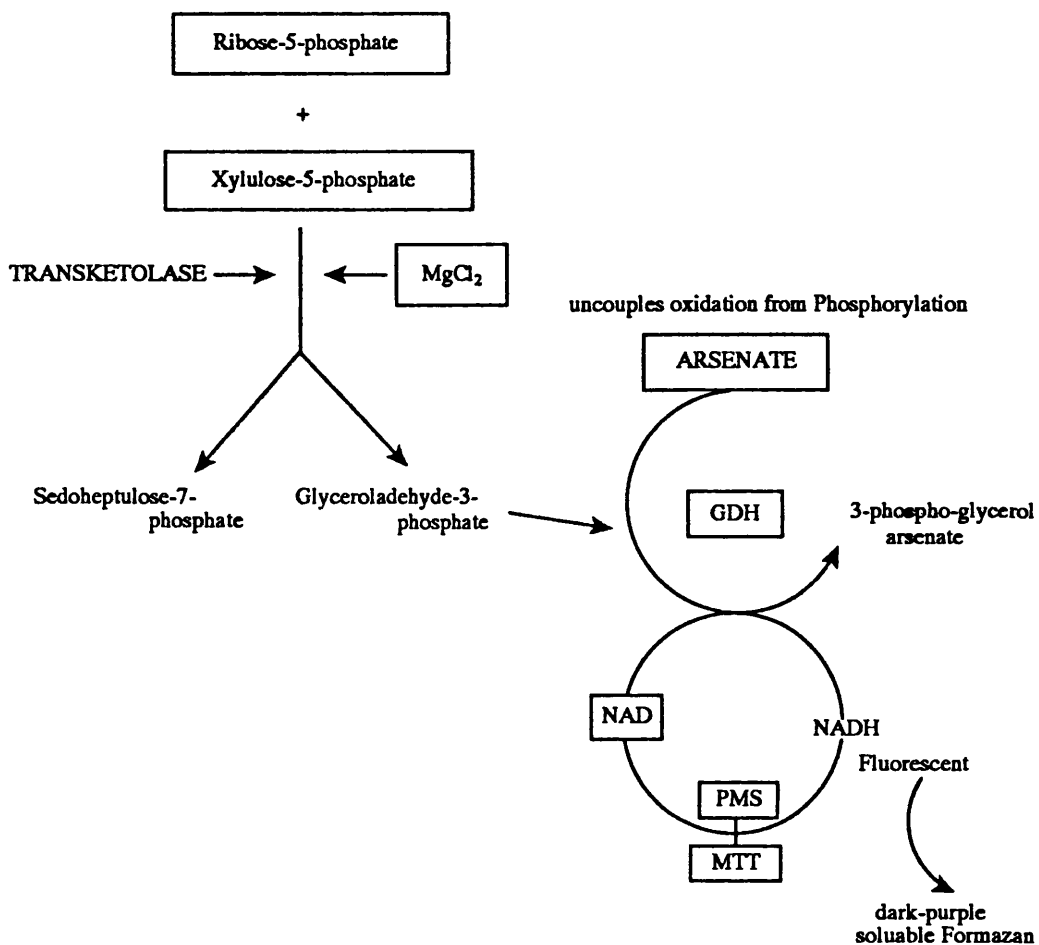 Ribose-5-phosphate
+
Xylulose-5-phosphate
TRANSKETOLASE
MgCl₂
uncouples oxidation from Phosphorylation
ARSENATE
Sedoheptulose-7-
phosphate
Glyceroladehyde-3-
phosphate
GDH
3-phospho-glycerol
arsenate
NAD
NADH
Fluorescent
PMS
MTT
dark-purple
soluable Formazan